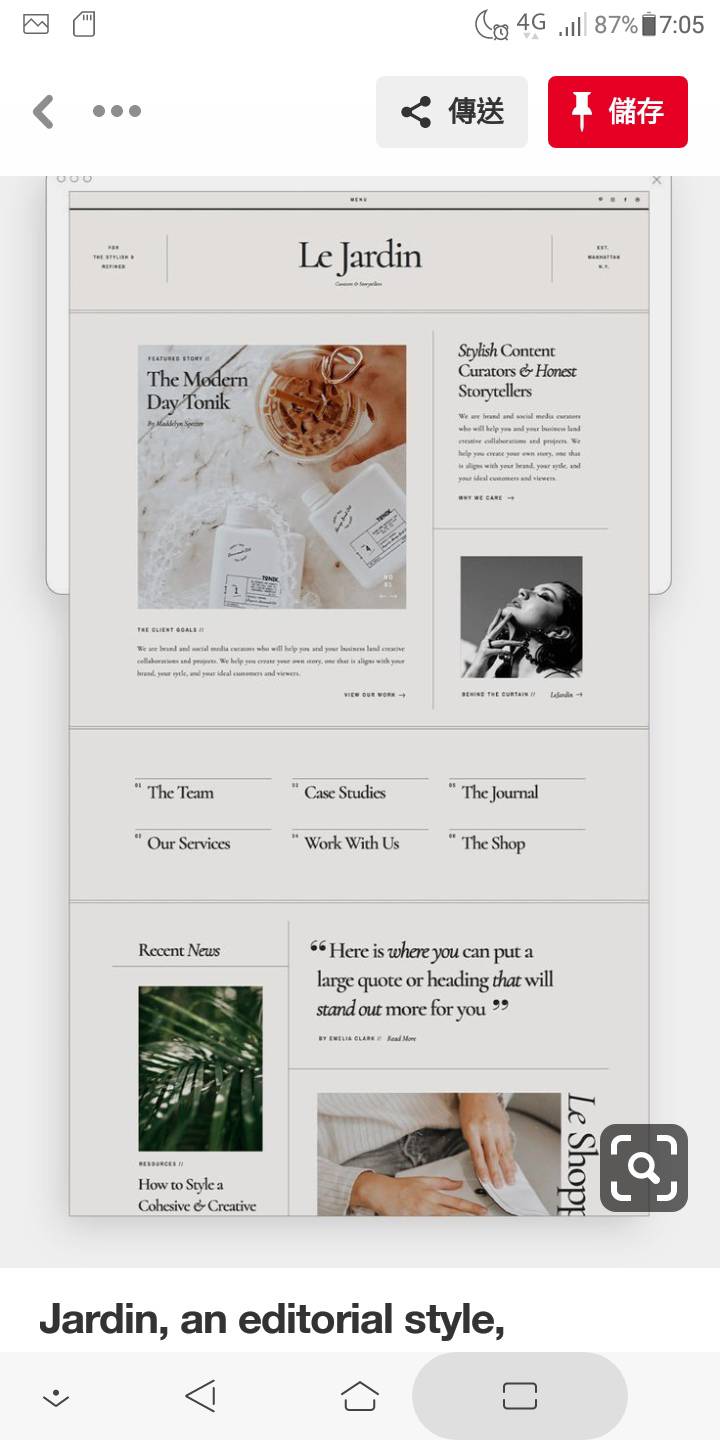 4G 87% 7:05
傳送
儲存
MENU
FOR
THE STYLISH &
REFINED
Le Jardin
Curators & Storytellers
EST.
MANHATTAN
N.Y.
FEATURED STORY //
The Modern
Day Tonik
By Maddelyn Spencer
TONIK.
4
TONIK.
1
NO
01
← →
THE CLIENT GOALS //
We are brand and social media curators who will help you and your business land creative
collaborations and projects. We help you create your own story, one that is aligns with your
brand, your sytle, and your ideal customers and viewers.
VIEW OUR WORK →
Stylish Content
Curators & Honest
Storytellers
We are brand and social media curators
who will help you and your business land
creative collaborations and projects. We
help you create your own story, one that
is aligns with your brand, your sytle, and
your ideal customers and viewers.
WHY WE CARE →
BEHIND THE CURTAIN // LeJardin →
01 The Team
02 Case Studies
05 The Journal
03 Our Services
04 Work With Us
06 The Shop
Recent News
RESOURCES //
How to Style a
Cohesive & Creative
“ Here is where you can put a
large quote or heading that will
stand out more for you ”
BY EMELIA CLARK // Read More
Le Shopp
Jardin, an editorial style,